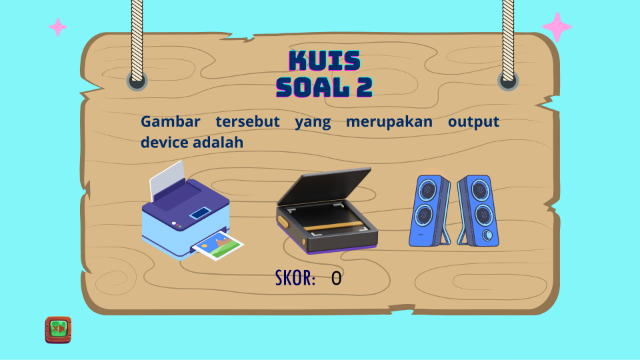 KUIS
SOAL 2
Gambar tersebut yang merupakan output
device adalah
SKOR: 0